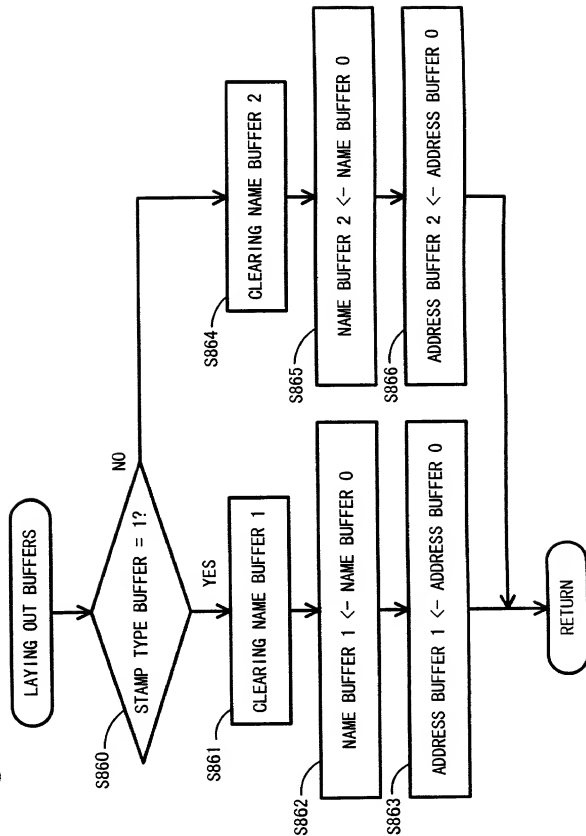 LAYING OUT BUFFERS
S860
STAMP TYPE BUFFER = 1?
NO
YES
S861
CLEARING NAME BUFFER 1
S862
NAME BUFFER 1 <- NAME BUFFER 0
S863
ADDRESS BUFFER 1 <- ADDRESS BUFFER 0
S864
CLEARING NAME BUFFER 2
S865
NAME BUFFER 2 <- NAME BUFFER 0
S866
ADDRESS BUFFER 2 <- ADDRESS BUFFER 0
RETURN